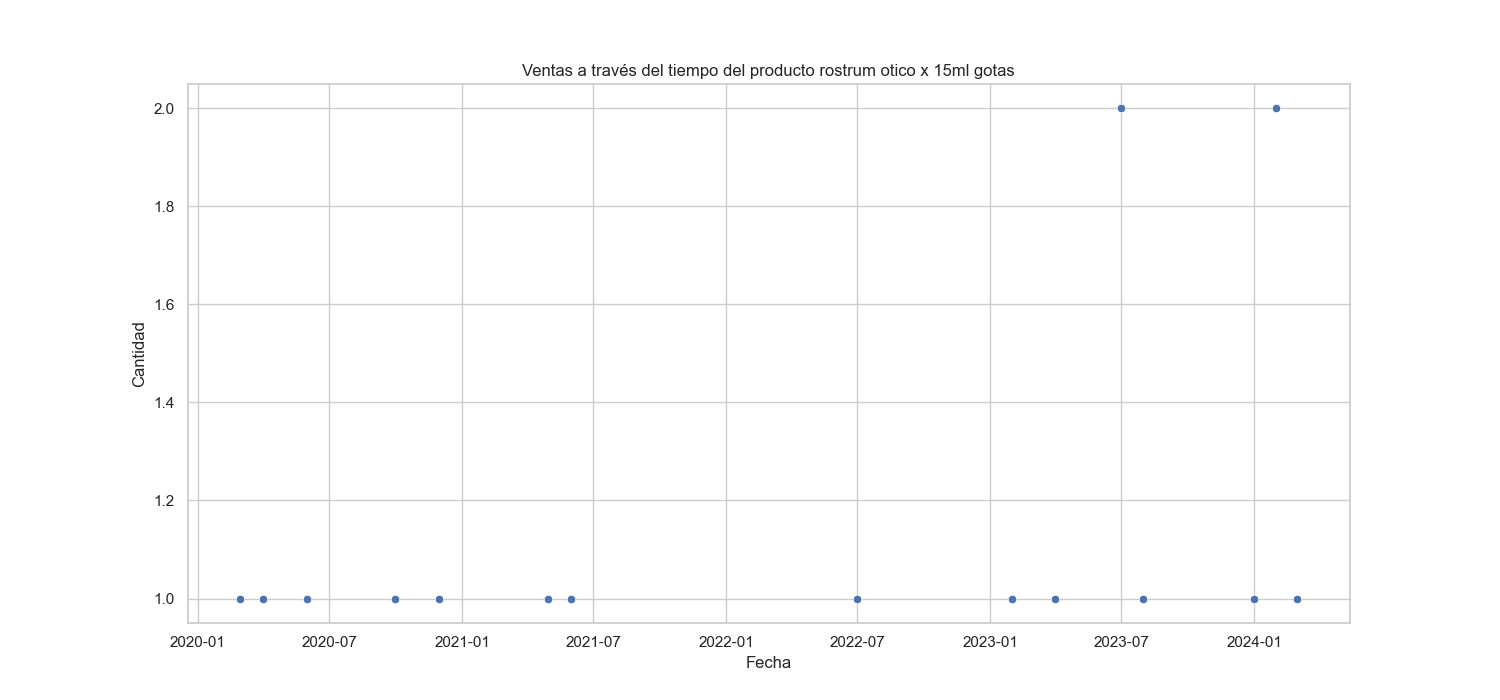 Ventas a través del tiempo del producto rostrum otico x 15ml gotas
2.0
1.8
1.6
1.4
1.2
1.0
Cantidad
2020-01 2020-07 2021-01 2021-07 2022-01 2022-07 2023-01 2023-07 2024-01
Fecha